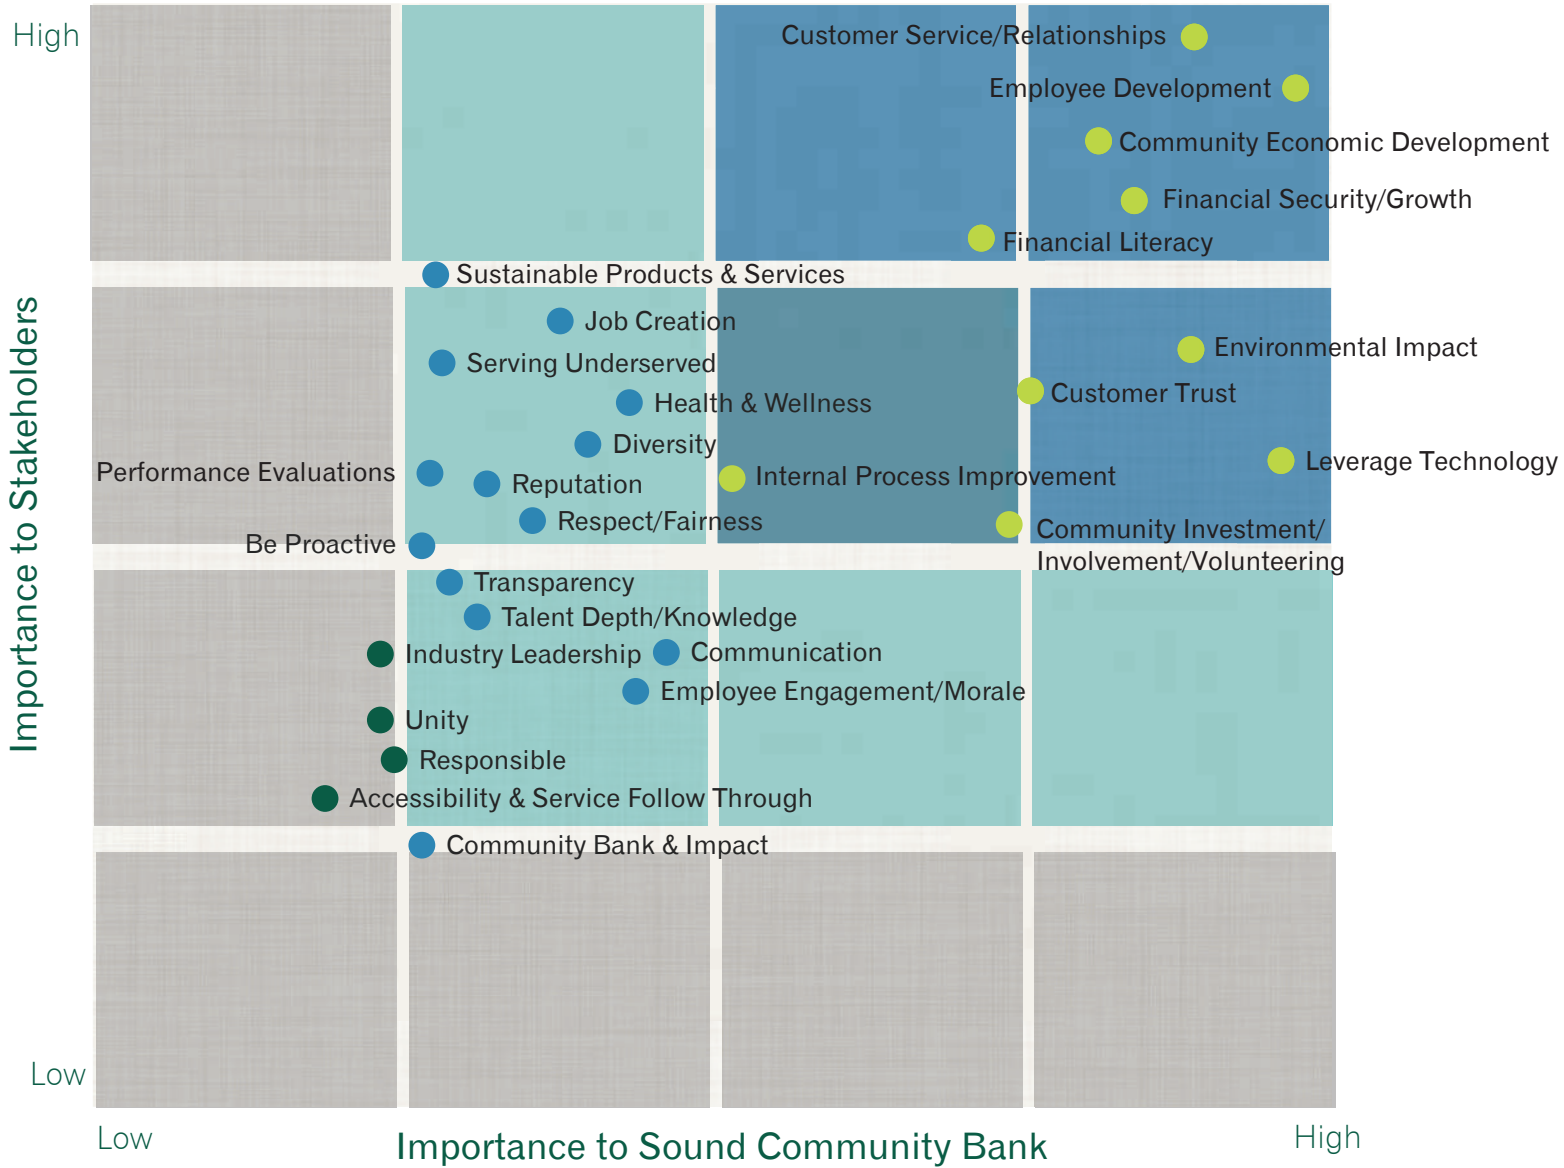 High
Customer Service/Relationships
Employee Development
Community Economic Development
Financial Security/Growth
Financial Literacy
Sustainable Products & Services
Job Creation
Environmental Impact
Serving Underserved
Customer Trust
Health & Wellness
Diversity
Leverage Technology
Performance Evaluations
Internal Process Improvement
Reputation
Respect/Fairness
Community Investment/
Involvement/Volunteering
Be Proactive
Transparency
Talent Depth/Knowledge
Industry Leadership
Communication
Employee Engagement/Morale
Unity
Responsible
Accessibility & Service Follow Through
Community Bank & Impact
Importance to Stakeholders
Low
Low
Importance to Sound Community Bank
High